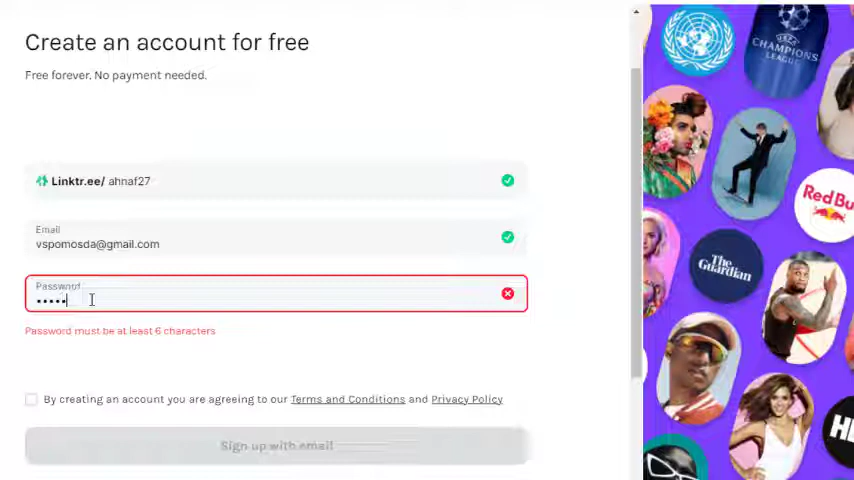 Create an account for free
Free forever. No payment needed.
Linktr.ee/ ahnaf27
Email
vspomosda@gmail.com
Password
•••••
Password must be at least 6 characters
By creating an account you are agreeing to our Terms and Conditions and Privacy Policy
Sign up with email
UEFA
CHAMPIONS
LEAGUE
Red Bu
The
Guardian
H